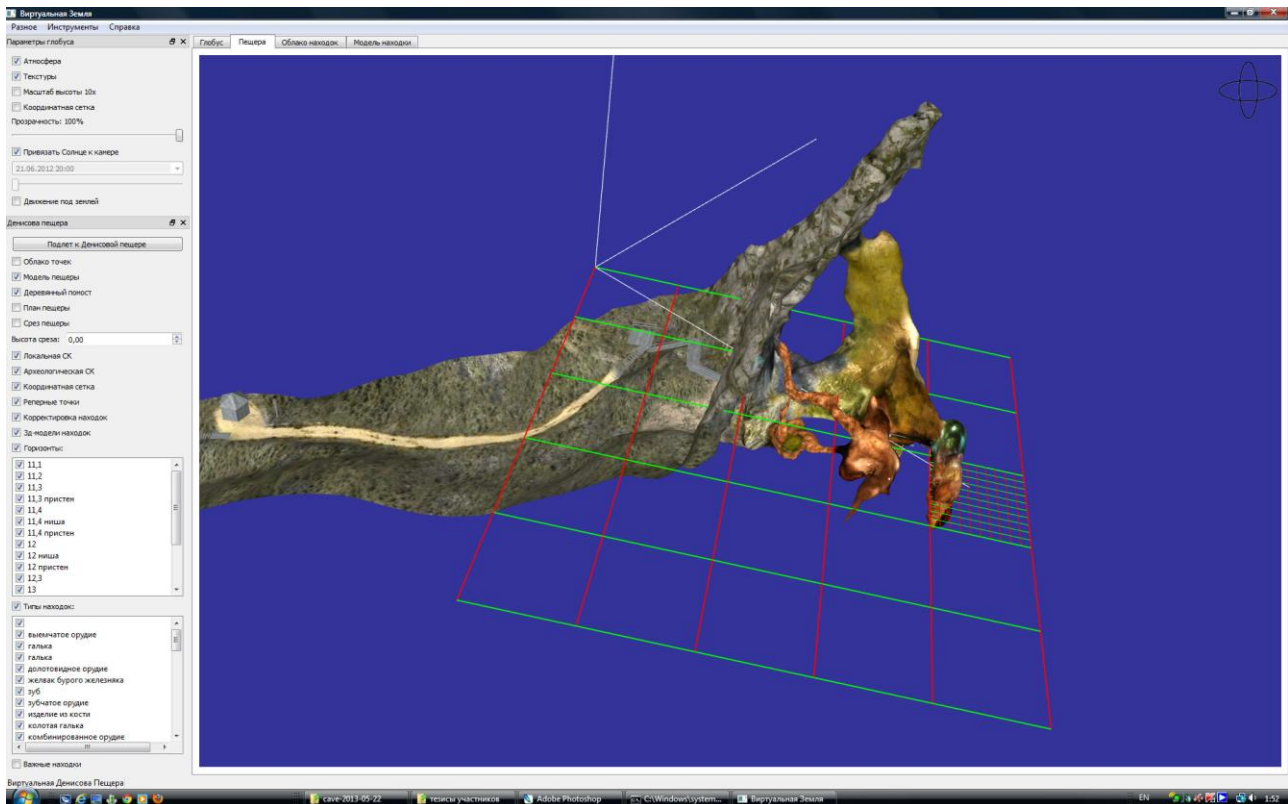 Виртуальная Земля
Разное Инструменты Справка
Параметры глобуса
Глобус Пещера Облако находок Модель находки
Атмосфера
Текстуры
Масштаб высоты 10x
Координатная сетка
Прозрачность: 100%
Привязать Солнце к камере
21.06.2012 20:00
Движение под землей
Денисова пещера
Подлет к Денисовой пещере
Облако точек
Модель пещеры
Деревянный помост
План пещеры
Срез пещеры
Высота среза: 0,00
Локальная СК
Археологическая СК
Координатная сетка
Реперные точки
Корректировка находок
3д-модели находок
Горизонты:
11,1
11,2
11,3
11,3 пристен
11,4
11,4 ниша
11,4 пристен
12
12 ниша
12 пристен
12,3
13
Типы находок:
выемчатое орудие
галька
галька
долотовидное орудие
желвак бурого железняка
зуб
зубчатое орудие
изделие из кости
колотая галька
комбинированное орудие
Важные находки
Виртуальная Денисова Пещера
cave-2013-05-22 тезисы участников Adobe Photoshop C:\Windows\system... Виртуальная Земля EN 1:57